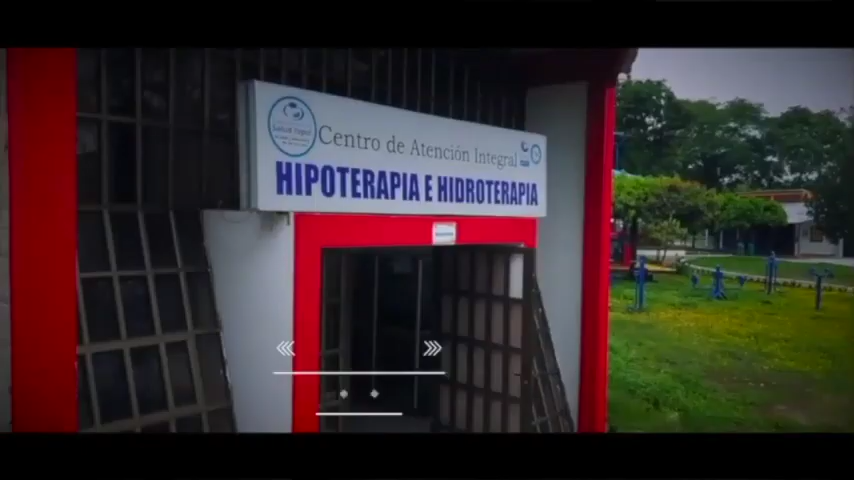 Centro de Atención Integral
HIPOTERAPIA E HIDROTERAPIA